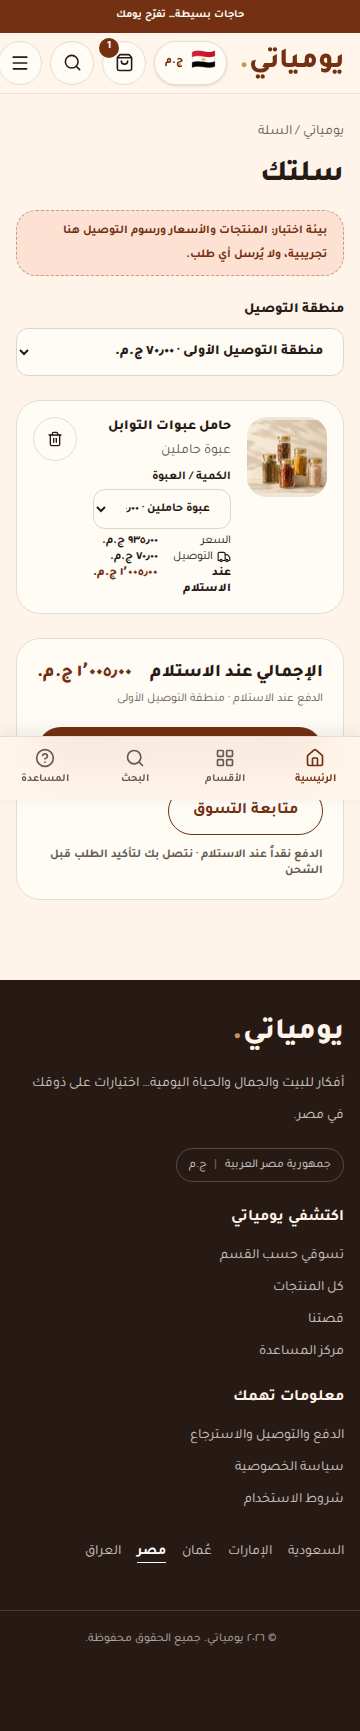 حاجات بسيطة… تفرّح يومك
يومياتي.
ج.م
1
يومياتي / السلة
سلتك
بيئة اختبار: المنتجات والأسعار ورسوم التوصيل هنا
تجريبية، ولا يُرسل أي طلب.
منطقة التوصيل
منطقة التوصيل الأولى · ٧٠٫٠٠ ج.م.
حامل عبوات التوابل
عبوة حاملين
الكمية / العبوة
عبوة حاملين · ٫٠٠
السعر ٩٣٥٫٠٠ ج.م.
التوصيل ٧٠٫٠٠ ج.م.
عند الاستلام ١٬٠٠٥٫٠٠ ج.م.
الإجمالي عند الاستلام ١٬٠٠٥٫٠٠ ج.م.
الدفع عند الاستلام · منطقة التوصيل الأولى
الرئيسية
الأقسام
البحث
المساعدة
متابعة التسوق
الدفع نقداً عند الاستلام · نتصل بك لتأكيد الطلب قبل
الشحن
يومياتي.
أفكار للبيت والجمال والحياة اليومية… اختيارات على ذوقك
في مصر.
جمهورية مصر العربية | ج.م
اكتشفي يومياتي
تسوقي حسب القسم
كل المنتجات
قصتنا
مركز المساعدة
معلومات تهمك
الدفع والتوصيل والاسترجاع
سياسة الخصوصية
شروط الاستخدام
السعودية الإمارات عُمان مصر العراق
© ٢٠٢٦ يومياتي. جميع الحقوق محفوظة.